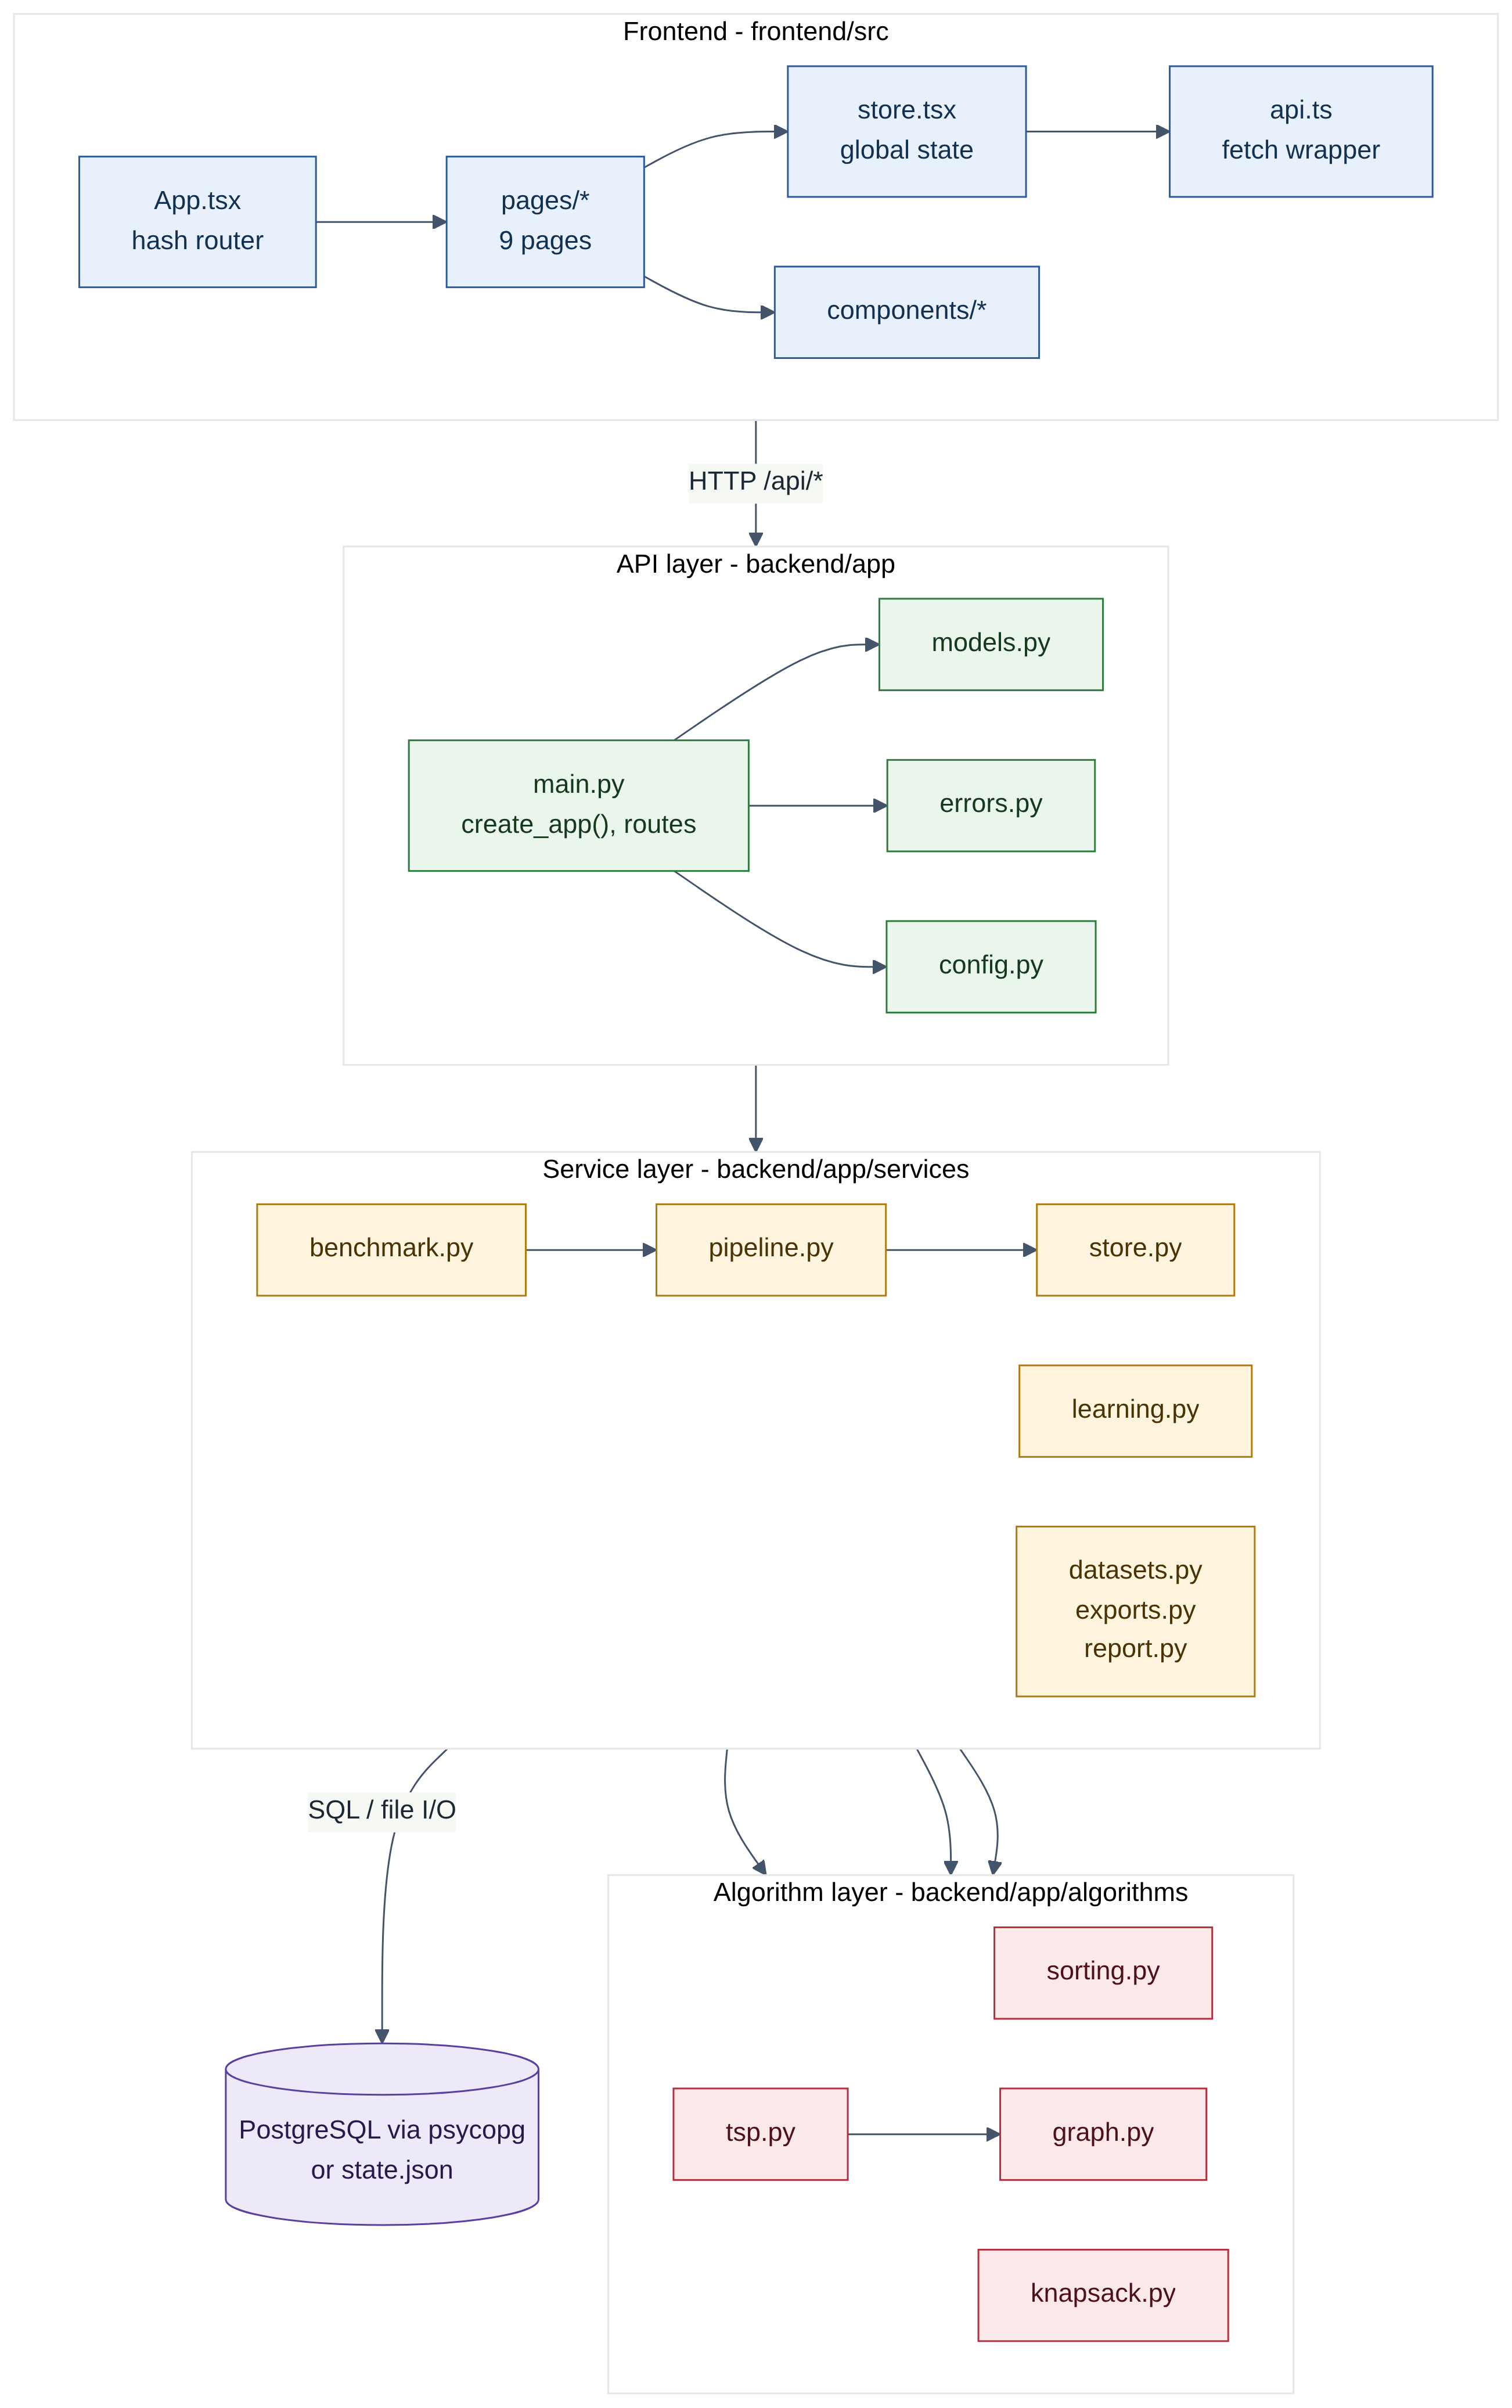 Frontend - frontend/src
App.tsx
hash router
pages/*
9 pages
store.tsx
global state
api.ts
fetch wrapper
components/*
HTTP /api/*
API layer - backend/app
main.py
create_app(), routes
models.py
errors.py
config.py
Service layer - backend/app/services
benchmark.py
pipeline.py
store.py
learning.py
datasets.py
exports.py
report.py
SQL / file I/O
PostgreSQL via psycopg
or state.json
Algorithm layer - backend/app/algorithms
sorting.py
tsp.py
graph.py
knapsack.py